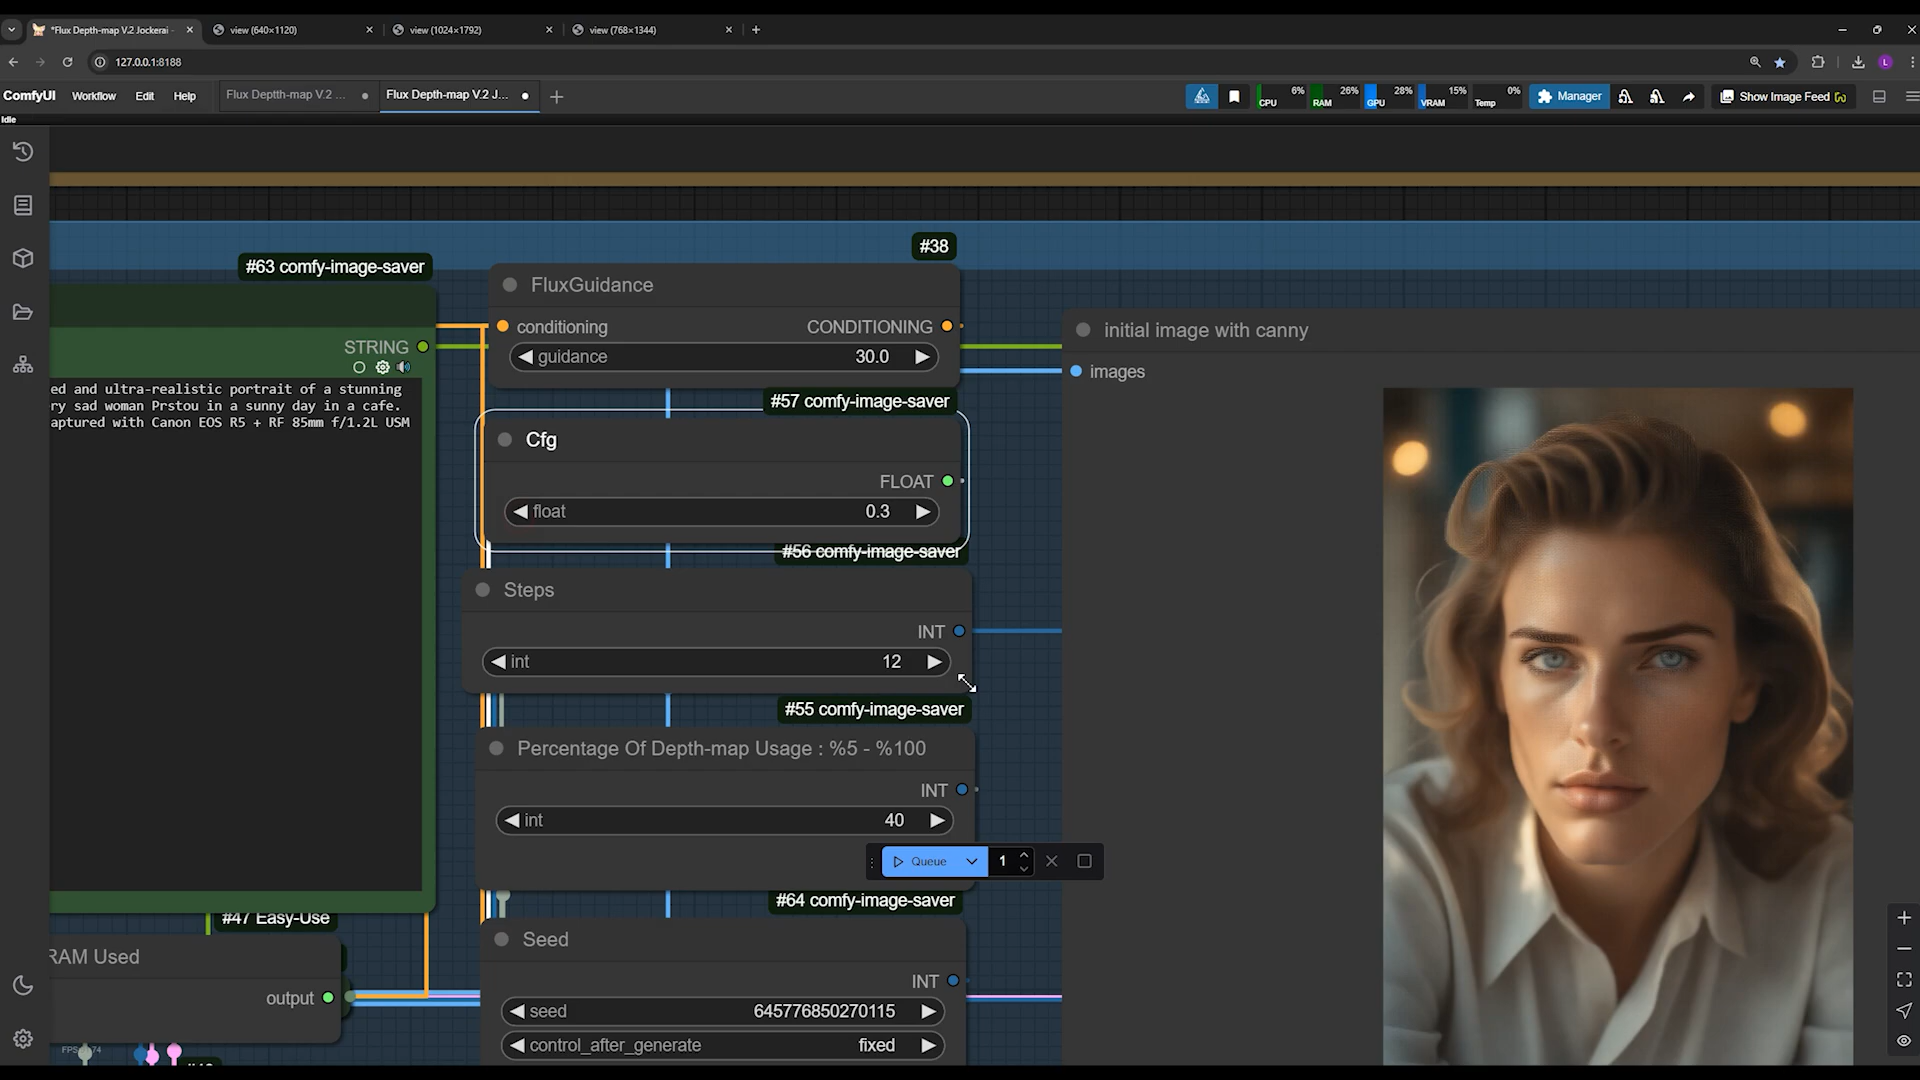 *Flux Depth-map V.2 Jockerai
view (640×1120)
view (1024×1792)
view (768×1344)
127.0.0.1:8188
L
ComfyUI
Workflow
Edit
Help
Flux Deptth-map V.2 ...
Flux Depth-map V.2 J...
CPU 6%
RAM 26%
GPU 28%
VRAM 15%
Temp 0%
Manager
Show Image Feed
Idle
#63 comfy-image-saver
STRING
ed and ultra-realistic portrait of a stunning
ry sad woman Prstou in a sunny day in a cafe.
aptured with Canon EOS R5 + RF 85mm f/1.2L USM
#38
FluxGuidance
conditioning
CONDITIONING
guidance 30.0
#57 comfy-image-saver
Cfg
FLOAT
float 0.3
#56 comfy-image-saver
Steps
INT
int 12
#55 comfy-image-saver
Percentage Of Depth-map Usage : %5 - %100
INT
int 40
Queue
1
#64 comfy-image-saver
Seed
INT
seed 645776850270115
control_after_generate fixed
#47 Easy-Use
RAM Used
output
initial image with canny
images